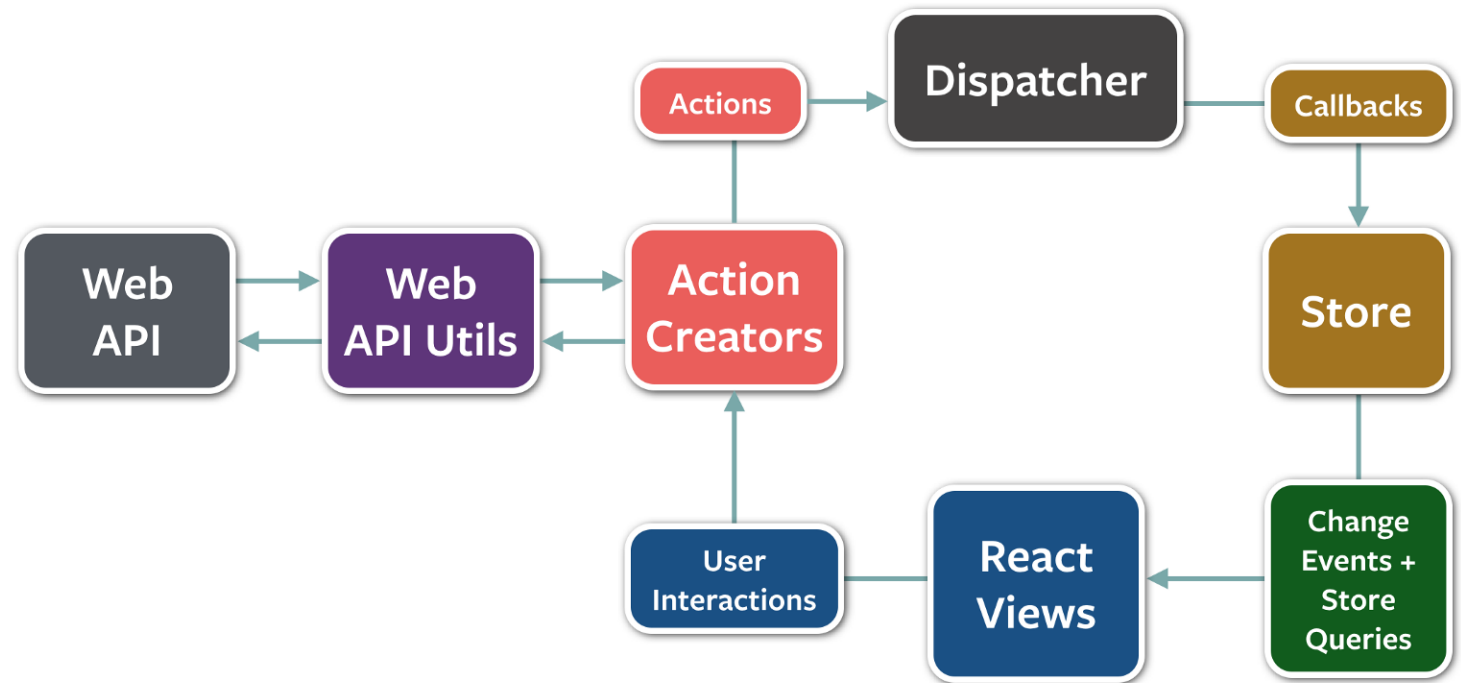 Dispatcher
Actions
Callbacks
Web
API
Web
API Utils
Action
Creators
Store
User
Interactions
React
Views
Change
Events +
Store
Queries